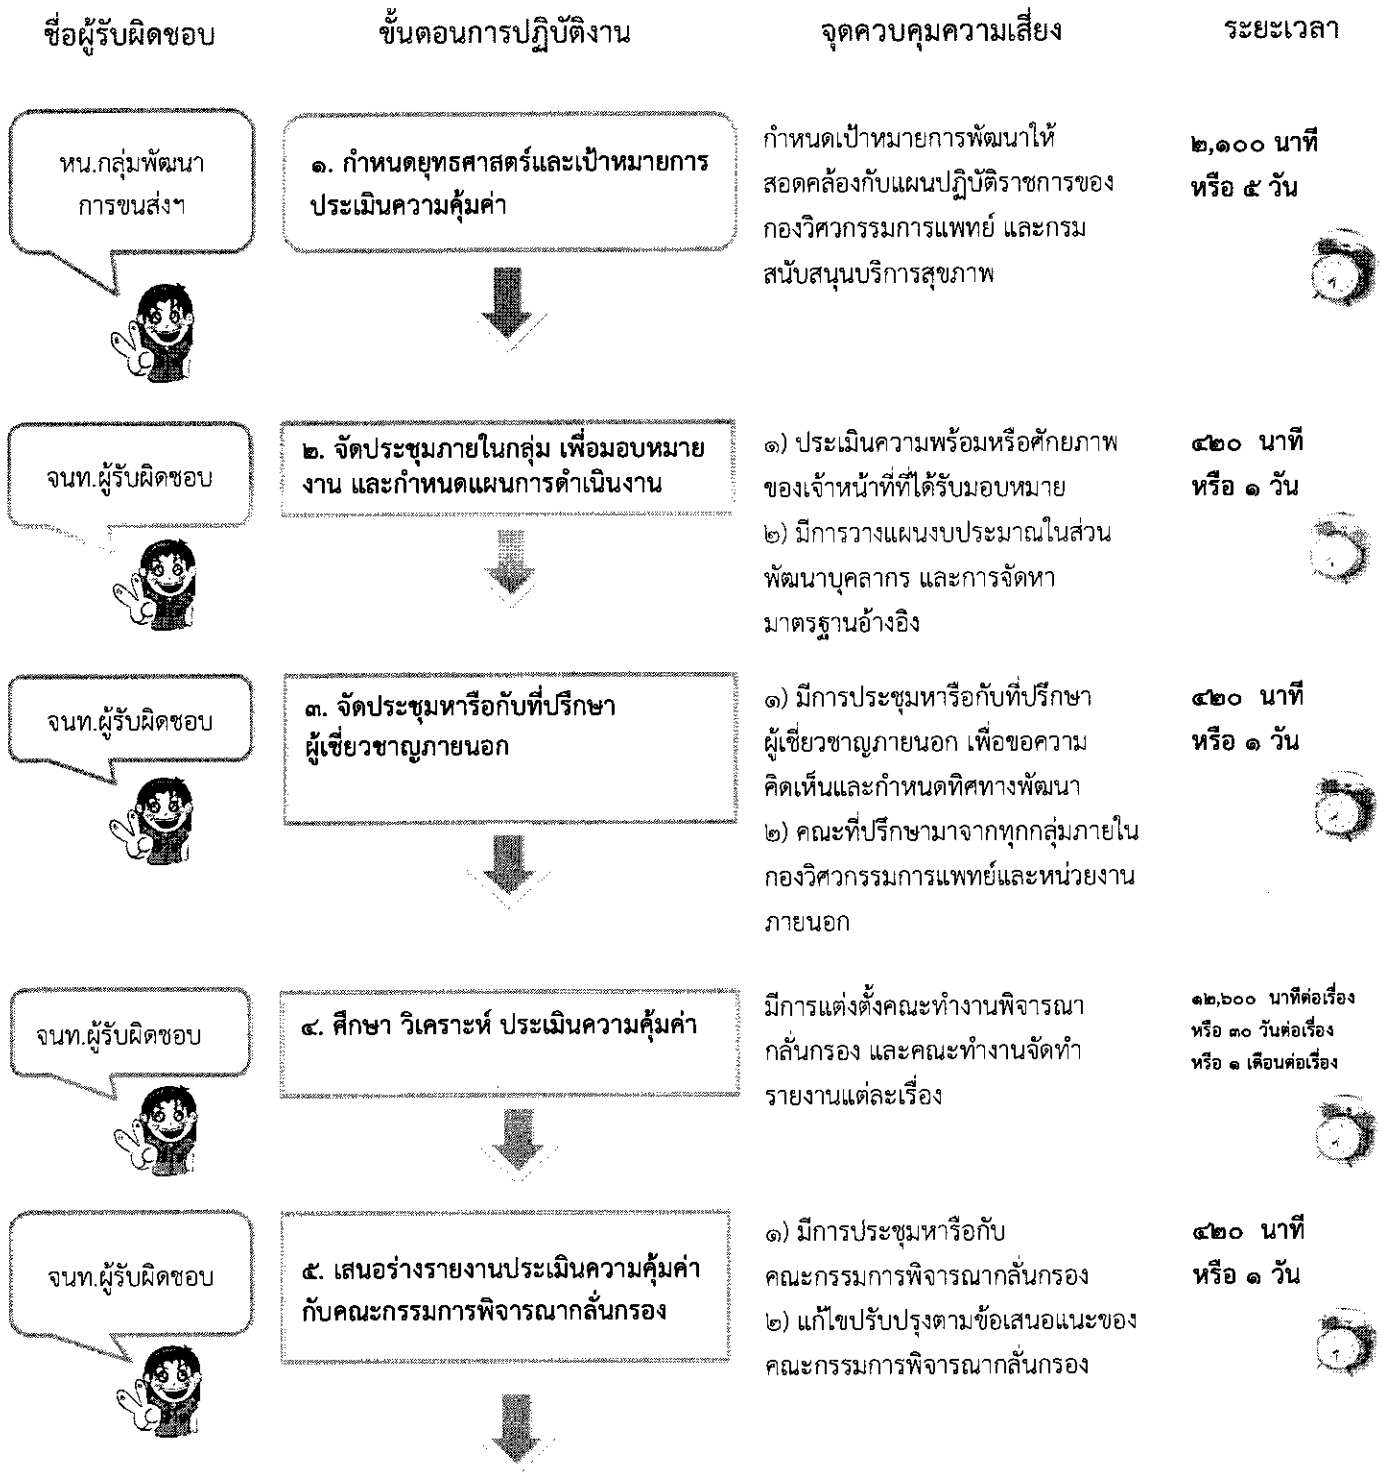 ชื่อผู้รับผิดชอบ
ขั้นตอนการปฏิบัติงาน
จุดควบคุมความเสี่ยง
ระยะเวลา
หน.กลุ่มพัฒนา
การขนส่งฯ
๑. กำหนดยุทธศาสตร์และเป้าหมายการ
ประเมินความคุ้มค่า
กำหนดเป้าหมายการพัฒนาให้
สอดคล้องกับแผนปฏิบัติราชการของ
กองวิศวกรรมการแพทย์ และกรม
สนับสนุนบริการสุขภาพ
๒,๑๐๐ นาที
หรือ ๕ วัน
จนท.ผู้รับผิดชอบ
๒. จัดประชุมภายในกลุ่ม เพื่อมอบหมาย
งาน และกำหนดแผนการดำเนินงาน
๑) ประเมินความพร้อมหรือศักยภาพ
ของเจ้าหน้าที่ที่ได้รับมอบหมาย
๒) มีการวางแผนงบประมาณในส่วน
พัฒนาบุคลากร และการจัดหา
มาตรฐานอ้างอิง
๔๒๐ นาที
หรือ ๑ วัน
จนท.ผู้รับผิดชอบ
๓. จัดประชุมหารือกับที่ปรึกษา
ผู้เชี่ยวชาญภายนอก
๑) มีการประชุมหารือกับที่ปรึกษา
ผู้เชี่ยวชาญภายนอก เพื่อขอความ
คิดเห็นและกำหนดทิศทางพัฒนา
๒) คณะที่ปรึกษามาจากทุกกลุ่มภายใน
กองวิศวกรรมการแพทย์และหน่วยงาน
ภายนอก
๔๒๐ นาที
หรือ ๑ วัน
จนท.ผู้รับผิดชอบ
๔. ศึกษา วิเคราะห์ ประเมินความคุ้มค่า
มีการแต่งตั้งคณะทำงานพิจารณา
กลั่นกรอง และคณะทำงานจัดทำ
รายงานแต่ละเรื่อง
๑๒,๖๐๐ นาทีต่อเรื่อง
หรือ ๓๐ วันต่อเรื่อง
หรือ ๑ เดือนต่อเรื่อง
จนท.ผู้รับผิดชอบ
๕. เสนอร่างรายงานประเมินความคุ้มค่า
กับคณะกรรมการพิจารณากลั่นกรอง
๑) มีการประชุมหารือกับ
คณะกรรมการพิจารณากลั่นกรอง
๒) แก้ไขปรับปรุงตามข้อเสนอแนะของ
คณะกรรมการพิจารณากลั่นกรอง
๔๒๐ นาที
หรือ ๑ วัน